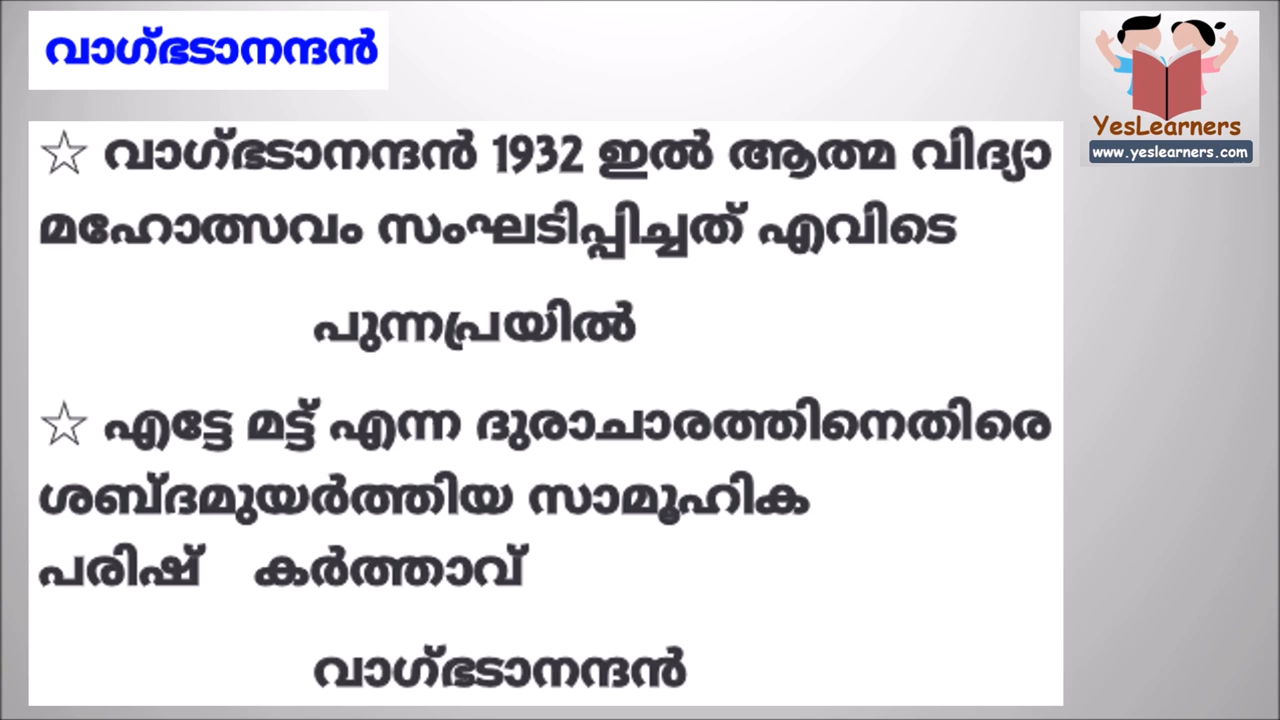 വാഗ്ഭടാനന്ദൻ
YesLearners
www.yeslearners.com
☆ വാഗ്ഭടാനന്ദൻ 1932 ഇൽ ആത്മ വിദ്യാ
മഹോത്സവം സംഘടിപ്പിച്ചത് എവിടെ
പുന്നപ്രയിൽ
☆ എട്ടേ മട്ട് എന്ന ദുരാചാരത്തിനെതിരെ
ശബ്ദമുയർത്തിയ സാമൂഹിക
പരിഷ് കർത്താവ്
വാഗ്ഭടാനന്ദൻ